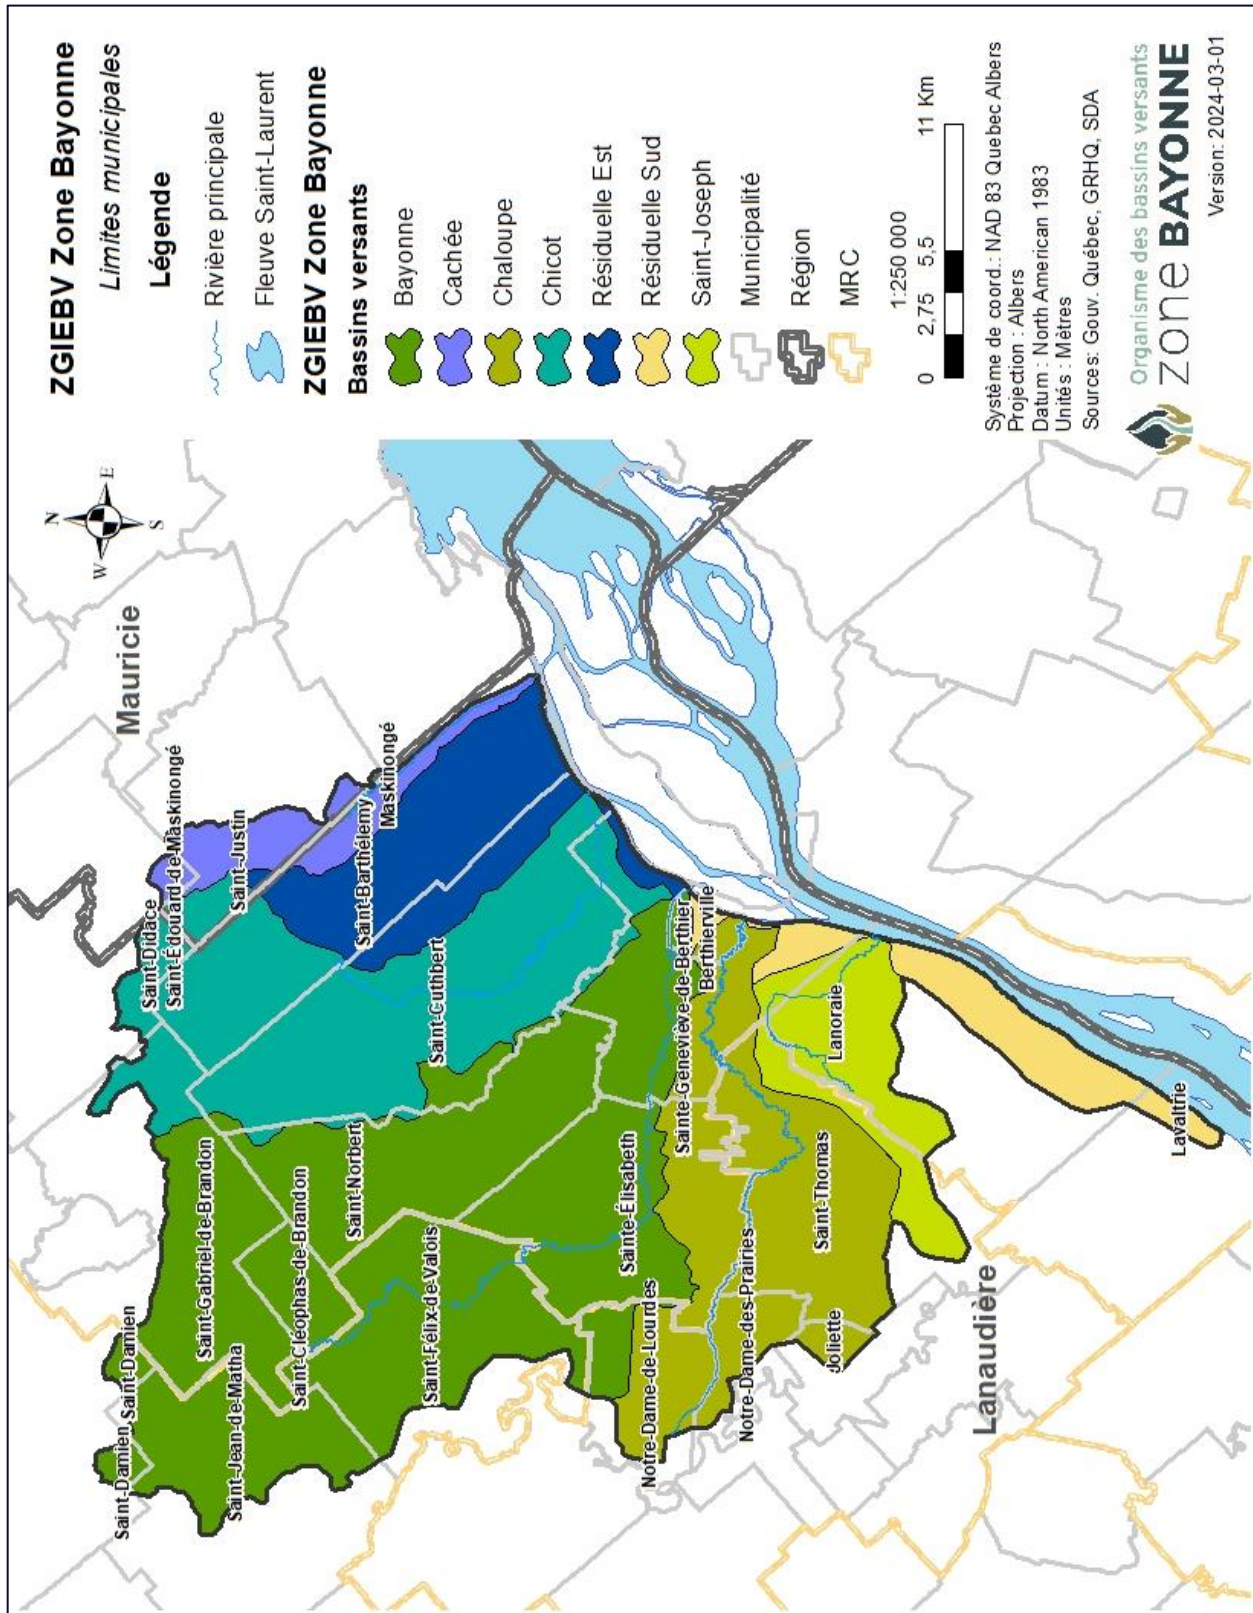 ZGIEBV Zone Bayonne
Limites municipales
Légende
Rivière principale
Fleuve Saint-Laurent
ZGIEBV Zone Bayonne
Bassins versants
Bayonne
Cachée
Chaloupe
Chicot
Résiduelle Est
Résiduelle Sud
Saint-Joseph
Municipalité
Région
MRC
1:250 000
0 2,75 5,5 11 Km
Système de coord.: NAD 83 Quebec Albers
Projection : Albers
Datum : North American 1983
Unités : Mètres
Sources: Gouv. Québec, GRHQ, SDA
Organisme des bassins versants
ZONE BAYONNE
Version: 2024-03-01
N
W
E
S
Mauricie
Saint-Didace
Saint-Édouard-de-Maskinongé
Saint-Justin
Saint-Barthélemy
Maskinongé
Saint-Cuthbert
Saint-Damien
Saint-Damien
Saint-Gabriel-de-Brandon
Saint-Jean-de-Matha
Saint-Cléophas-de-Brandon
Saint-Norbert
Saint-Félix-de-Valois
Sainte-Élisabeth
Sainte-Geneviève-de-Berthier
Berthierville
Notre-Dame-de-Lourdes
Notre-Dame-des-Prairies
Saint-Thomas
Joliette
Lanoraie
Lavaltrie
Lanaudière